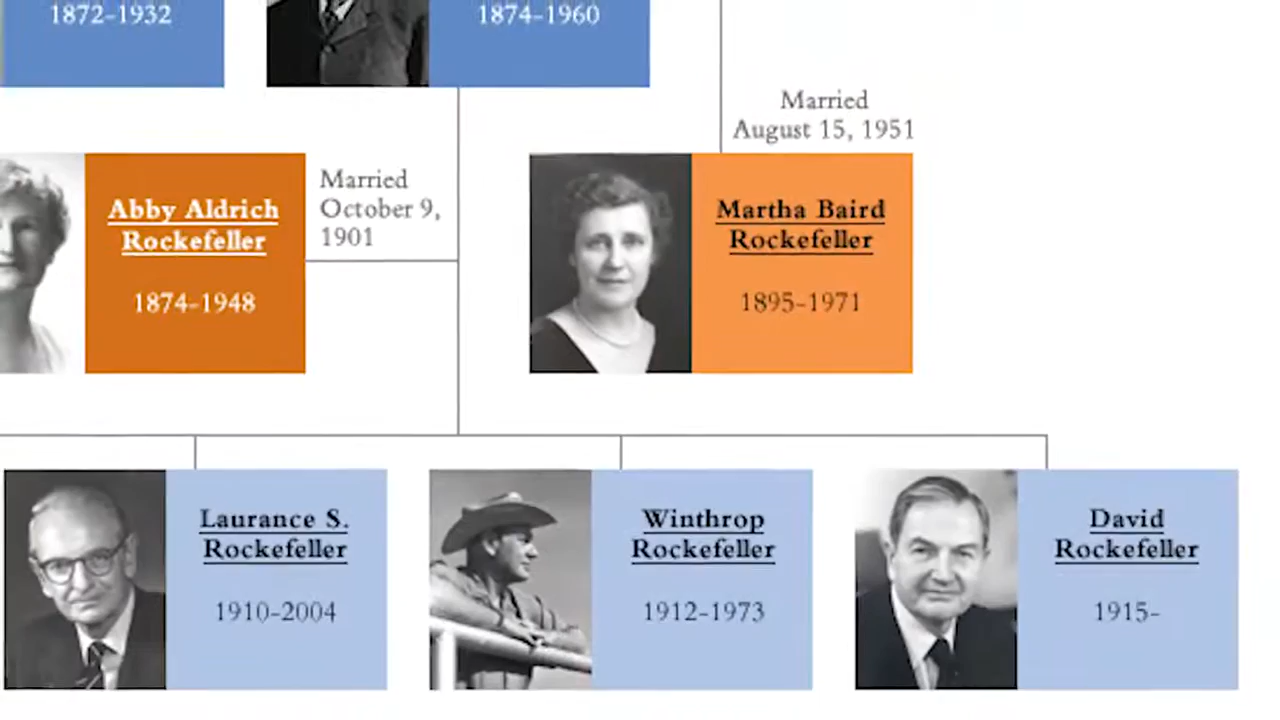 1872-1932
1874-1960
Married
August 15, 1951
Abby Aldrich
Rockefeller
1874-1948
Married
October 9,
1901
Martha Baird
Rockefeller
1895-1971
Laurance S.
Rockefeller
1910-2004
Winthrop
Rockefeller
1912-1973
David
Rockefeller
1915-